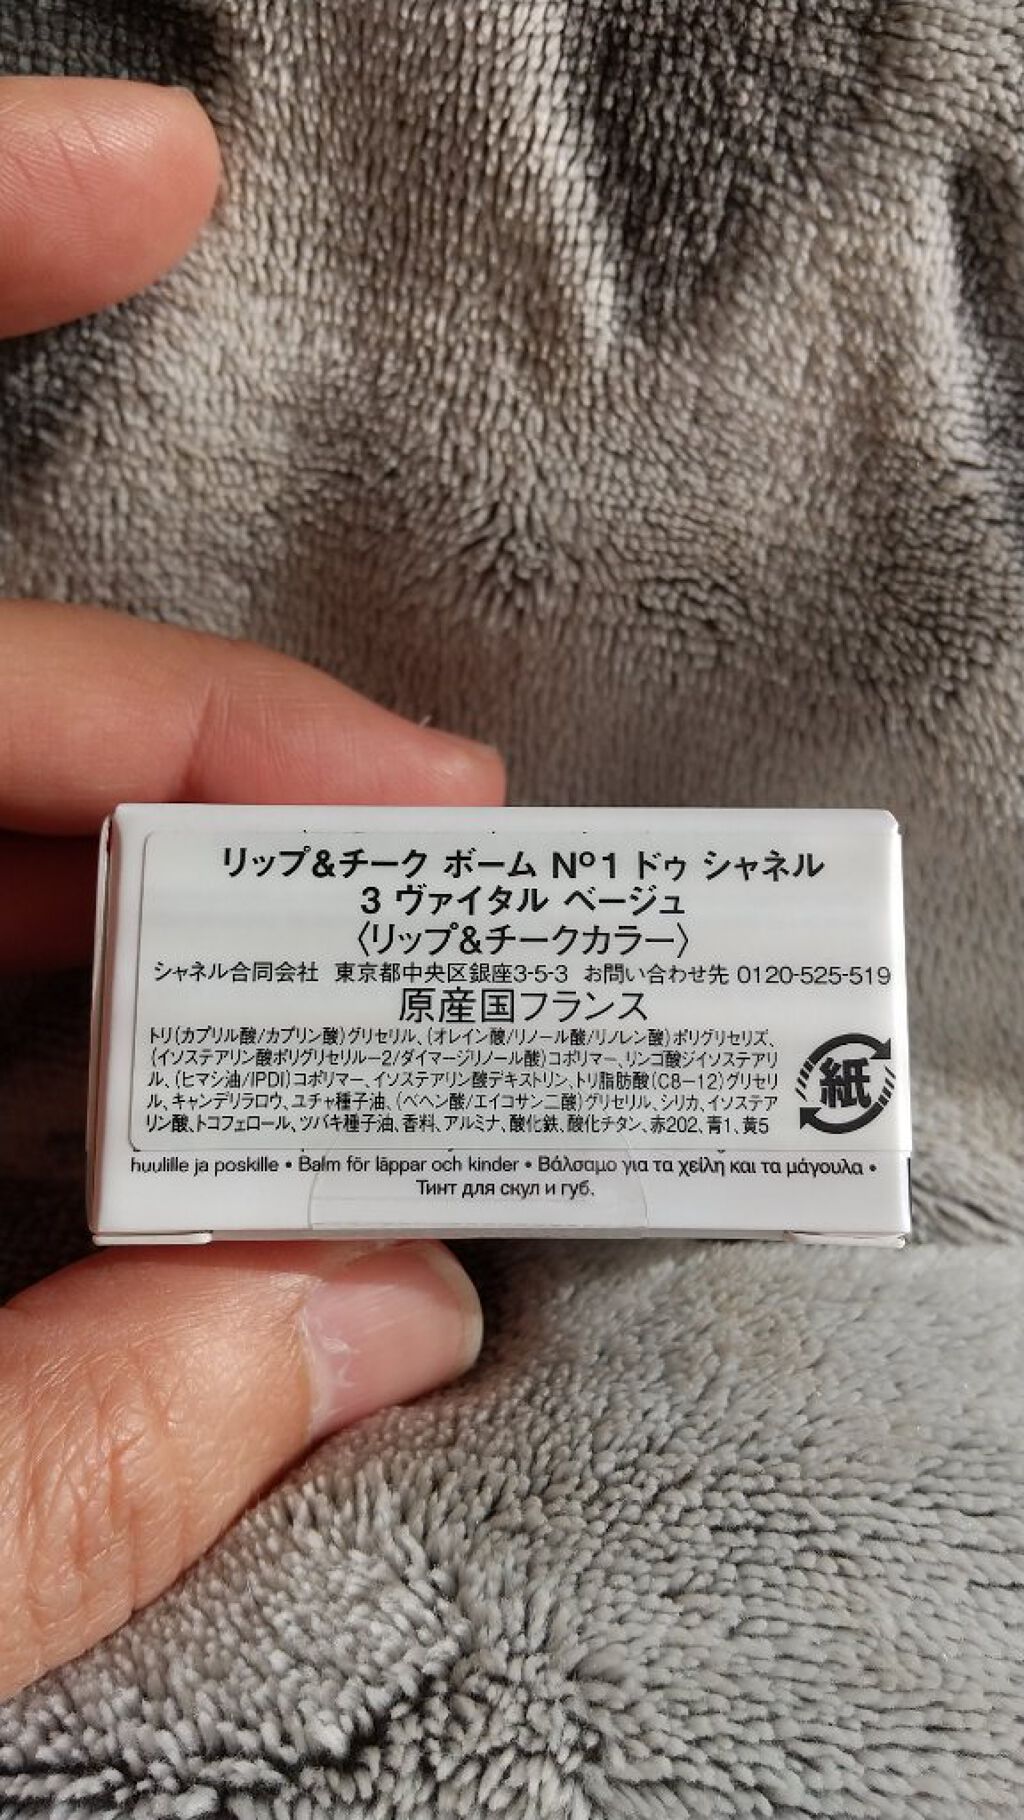 リップ&チーク ボーム Nº1 ドゥ シャネル
3 ヴァイタル ベージュ
〈リップ&チークカラー〉
シャネル合同会社 東京都中央区銀座3-5-3 お問い合わせ先 0120-525-519
原産国フランス
トリ(カプリル酸/カプリン酸)グリセリル、(オレイン酸/リノール酸/リノレン酸)ポリグリセリズ、
(イソステアリン酸ポリグリセリルー2/ダイマージリノール酸)コポリマー、リンゴ酸ジイソステアリ
ル、(ヒマシ油/IPDI)コポリマー、イソステアリン酸デキストリン、トリ脂肪酸(C8-12)グリセリ
ル、キャンデリラロウ、ユチャ種子油、(ベヘン酸/エイコサン二酸)グリセリル、シリカ、イソステア
リン酸、トコフェロール、ツバキ種子油、香料、アルミナ、酸化鉄、酸化チタン、赤202、青1、黄5
紙
huulille ja poskille • Balm för läppar och kinder • Βάλσαμο για τα χείλη και τα μάγουλα •
Тинт для скул и губ.